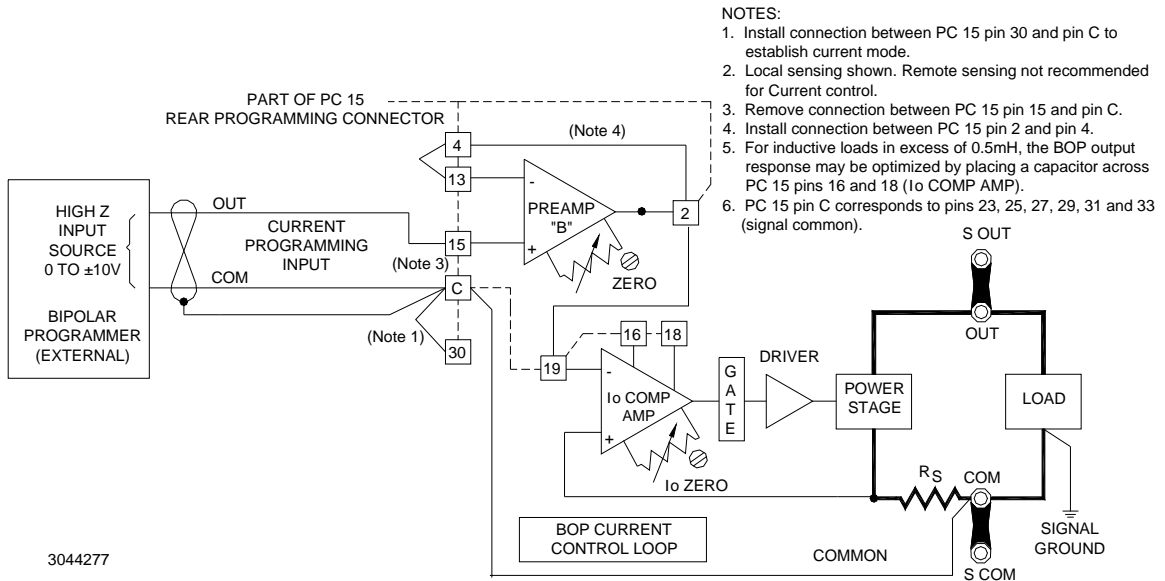 NOTES:
1. Install connection between PC 15 pin 30 and pin C to
establish current mode.
2. Local sensing shown. Remote sensing not recommended
for Current control.
3. Remove connection between PC 15 pin 15 and pin C.
4. Install connection between PC 15 pin 2 and pin 4.
5. For inductive loads in excess of 0.5mH, the BOP output
response may be optimized by placing a capacitor across
PC 15 pins 16 and 18 (Io COMP AMP).
6. PC 15 pin C corresponds to pins 23, 25, 27, 29, 31 and 33
(signal common).
PART OF PC 15
REAR PROGRAMMING CONNECTOR
(Note 4)
4
13
-
PREAMP
"B"
+
2
ZERO
HIGH Z
INPUT
SOURCE
0 TO ±10V
BIPOLAR
PROGRAMMER
(EXTERNAL)
OUT
CURRENT
PROGRAMMING
INPUT
COM
15
(Note 3)
C
(Note 1)
30
16
18
19
-
Io COMP
AMP
+
Io ZERO
G
A
T
E
DRIVER
POWER
STAGE
S OUT
OUT
LOAD
RS
COM
SIGNAL
GROUND
S COM
BOP CURRENT
CONTROL LOOP
COMMON
3044277